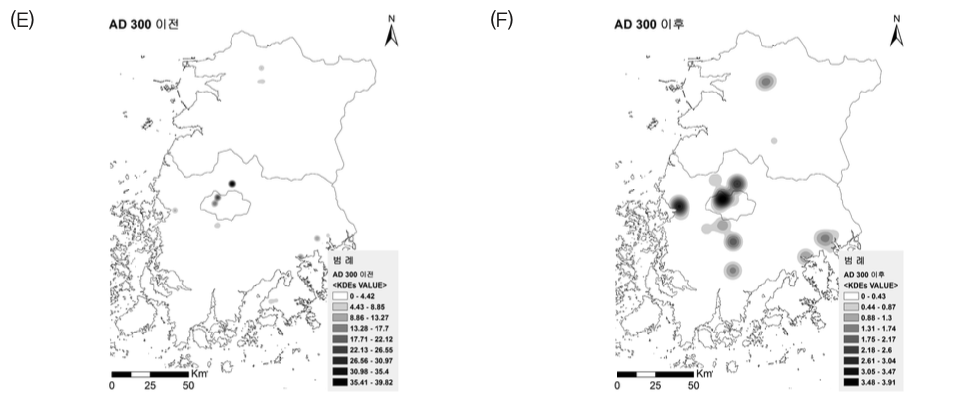 (E)
AD 300 이전
N
범 례
AD 300 이전
<KDEs VALUE>
0 - 4.42
4.43 - 8.85
8.86 - 13.27
13.28 - 17.7
17.71 - 22.12
22.13 - 26.55
26.56 - 30.97
30.98 - 35.4
35.41 - 39.82
0 25 50 Km
(F)
AD 300 이후
N
범 례
AD 300 이후
<KDEs VALUE>
0 - 0.43
0.44 - 0.87
0.88 - 1.3
1.31 - 1.74
1.75 - 2.17
2.18 - 2.6
2.61 - 3.04
3.05 - 3.47
3.48 - 3.91
0 25 50 Km